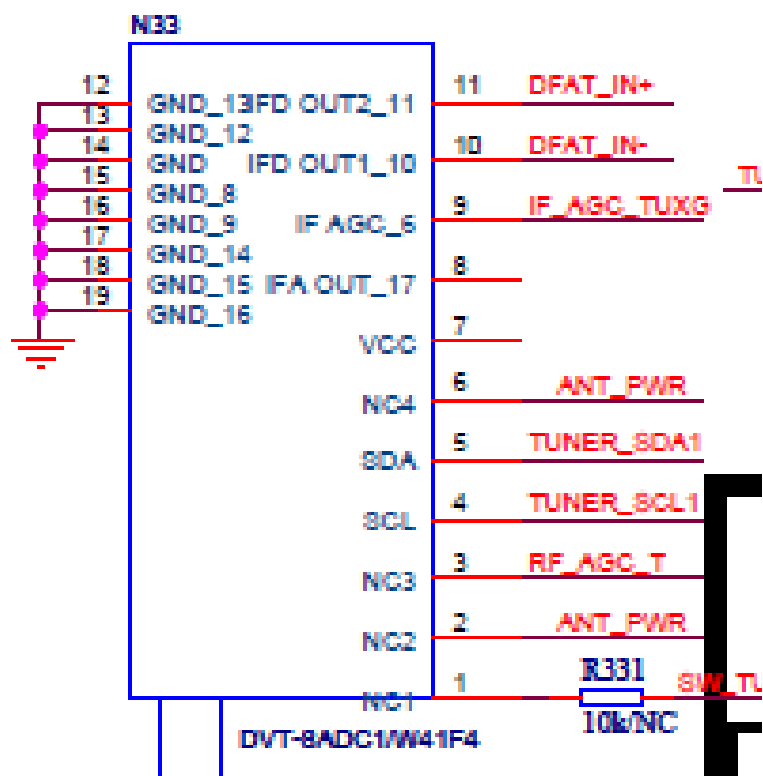 N33
12 GND_13 IFD OUT2_11 11 DFAT_IN+
13 GND_12
14 GND IFD OUT1_10 10 DFAT_IN-
15 GND_8
TU
16 GND_9 IF AGC_6 9 IF_AGC_TUXG
17 GND_14
18 GND_15 IFA OUT_17 8
19 GND_16
VCC 7
NC4 6 ANT_PWR
SDA 5 TUNER_SDA1
SCL 4 TUNER_SCL1
NC3 3 RF_AGC_T
NC2 2 ANT_PWR
R331
NC1 1 SW_TU
10k/NC
DVT-8ADC1/W41F4